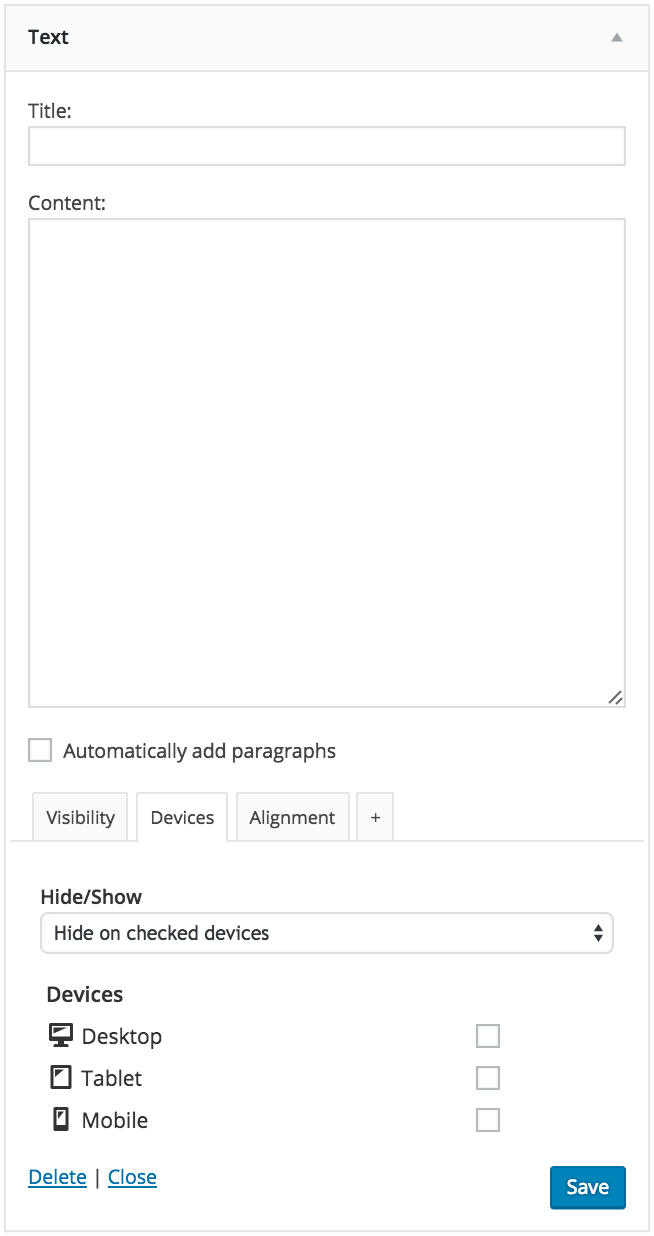 Text
Title:
Content:
Automatically add paragraphs
Visibility Devices Alignment +
Hide/Show
Hide on checked devices
Devices
Desktop
Tablet
Mobile
Delete | Close
Save